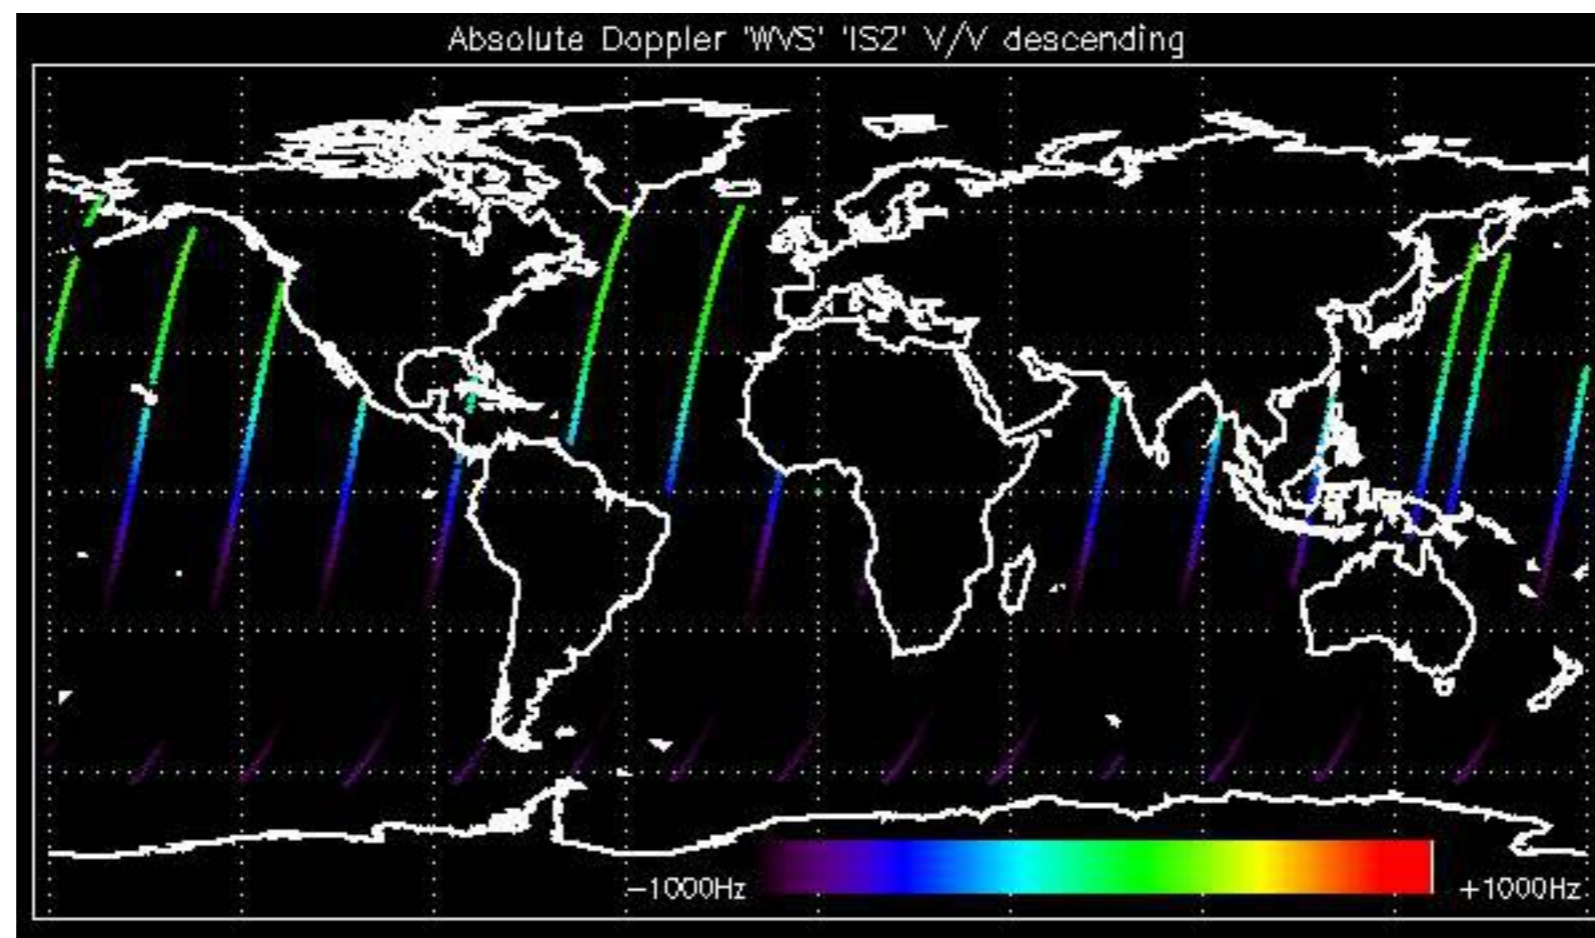 Absolute Doppler 'WVS' 'IS2' V/V descending
−1000Hz
+1000Hz